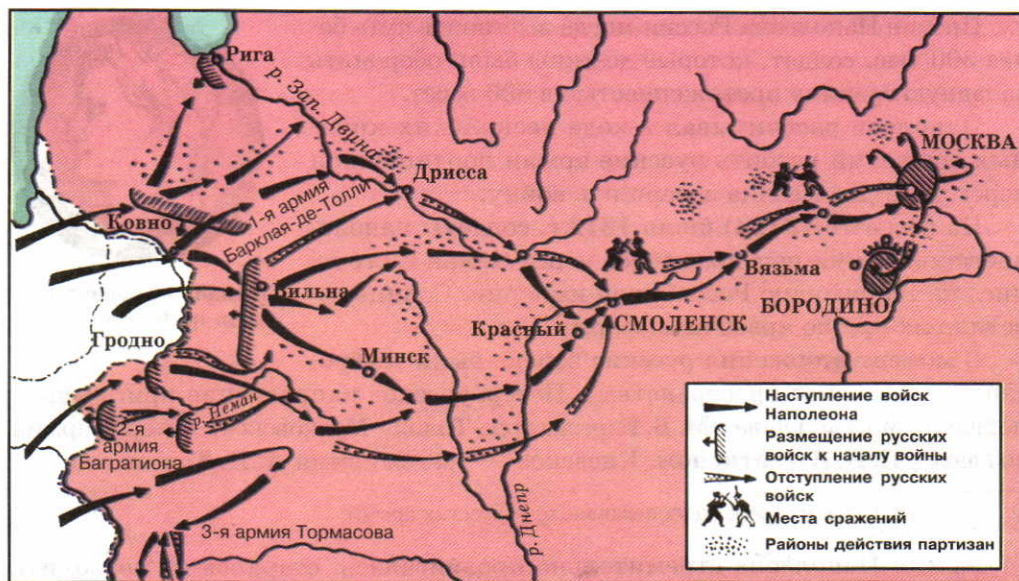 Рига
р. Зап. Двина
МОСКВА
Дрисса
1-я армия
Барклая-де-Толли
Ковно
Вязьма
Вильна
БОРОДИНО
Красный
СМОЛЕНСК
Гродно
Минск
р. Неман
2-я
армия
Багратиона
р. Днепр
3-я армия Тормасова
Наступление войск
Наполеона
Размещение русских
войск к началу войны
Отступление русских
войск
Места сражений
Районы действия партизан